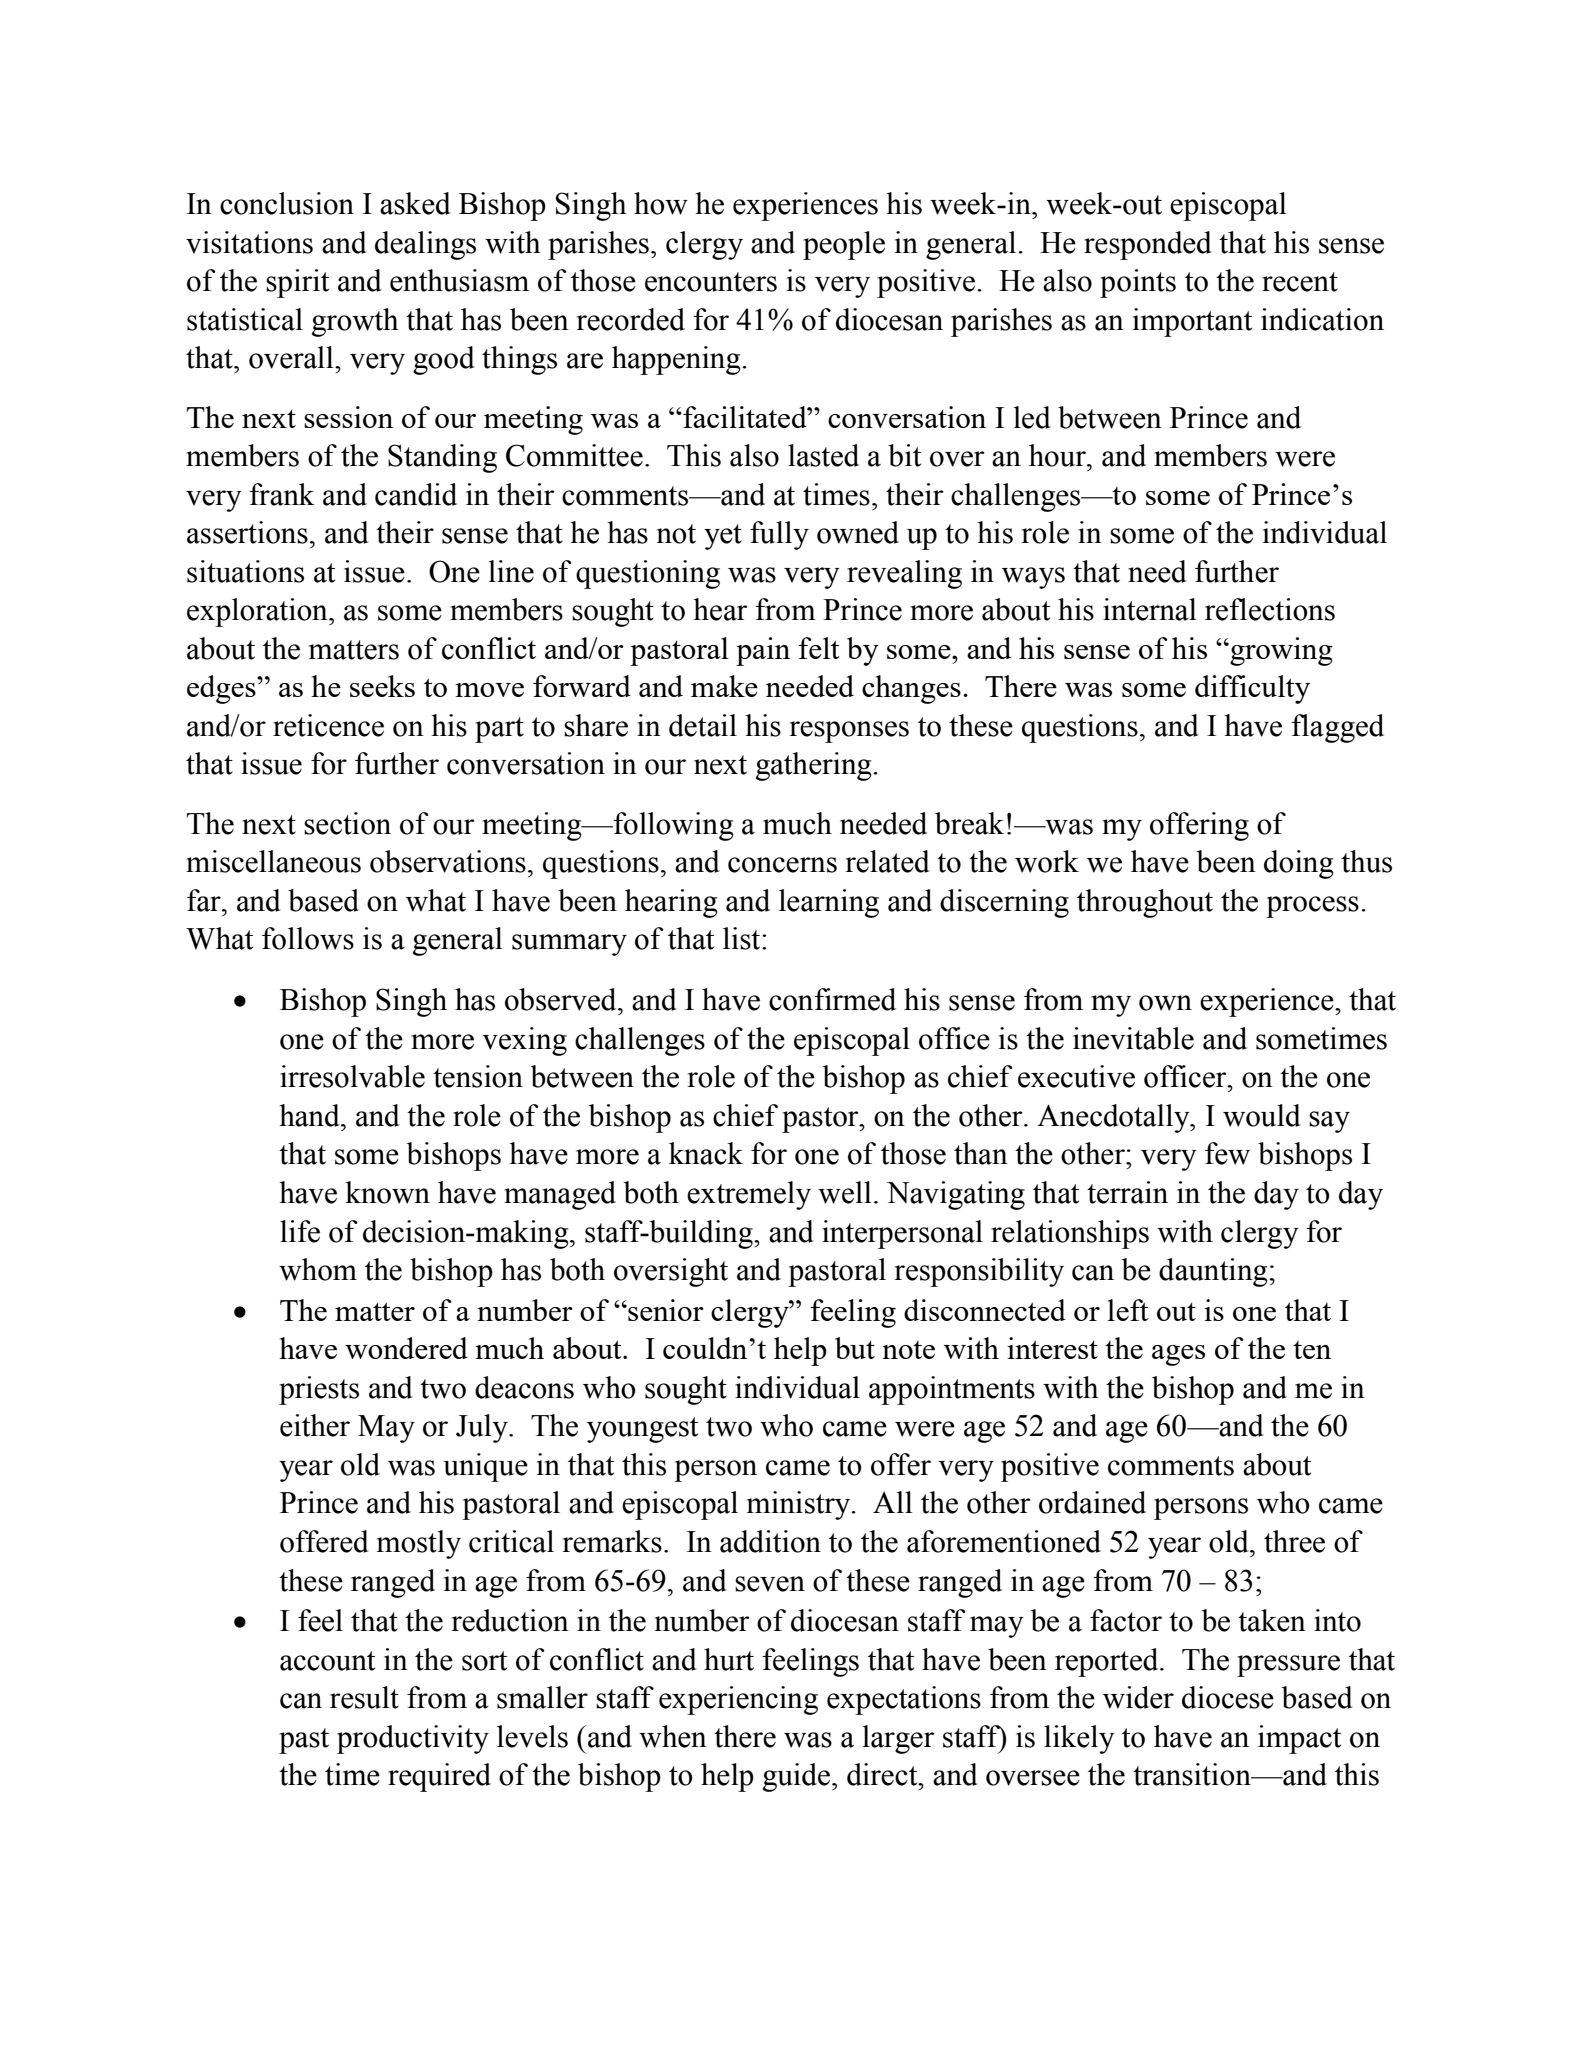 In conclusion I asked Bishop Singh how he experiences his week-in, week-out episcopal
visitations and dealings with parishes, clergy and people in general.  He responded that his sense
of the spirit and enthusiasm of those encounters is very positive.  He also points to the recent
statistical growth that has been recorded for 41% of diocesan parishes as an important indication
that, overall, very good things are happening.
The next session of our meeting was a “facilitated” conversation I led between Prince and
members of the Standing Committee.  This also lasted a bit over an hour, and members were
very frank and candid in their comments—and at times, their challenges—to some of Prince’s
assertions, and their sense that he has not yet fully owned up to his role in some of the individual
situations at issue.  One line of questioning was very revealing in ways that need further
exploration, as some members sought to hear from Prince more about his internal reflections
about the matters of conflict and/or pastoral pain felt by some, and his sense of his “growing
edges” as he seeks to move forward and make needed changes.  There was some difficulty
and/or reticence on his part to share in detail his responses to these questions, and I have flagged
that issue for further conversation in our next gathering.
The next section of our meeting—following a much needed break!—was my offering of
miscellaneous observations, questions, and concerns related to the work we have been doing thus
far, and based on what I have been hearing and learning and discerning throughout the process.
What follows is a general summary of that list:
• Bishop Singh has observed, and I have confirmed his sense from my own experience, that
one of the more vexing challenges of the episcopal office is the inevitable and sometimes
irresolvable tension between the role of the bishop as chief executive officer, on the one
hand, and the role of the bishop as chief pastor, on the other. Anecdotally, I would say
that some bishops have more a knack for one of those than the other; very few bishops I
have known have managed both extremely well. Navigating that terrain in the day to day
life of decision-making, staff-building, and interpersonal relationships with clergy for
whom the bishop has both oversight and pastoral responsibility can be daunting;
• The matter of a number of “senior clergy” feeling disconnected or left out is one that I
have wondered much about.  I couldn’t help but note with interest the ages of the ten
priests and two deacons who sought individual appointments with the bishop and me in
either May or July.  The youngest two who came were age 52 and age 60—and the 60
year old was unique in that this person came to offer very positive comments about
Prince and his pastoral and episcopal ministry.  All the other ordained persons who came
offered mostly critical remarks.  In addition to the aforementioned 52 year old, three of
these ranged in age from 65-69, and seven of these ranged in age from 70 – 83;
• I feel that the reduction in the number of diocesan staff may be a factor to be taken into
account in the sort of conflict and hurt feelings that have been reported.  The pressure that
can result from a smaller staff experiencing expectations from the wider diocese based on
past productivity levels (and when there was a larger staff) is likely to have an impact on
the time required of the bishop to help guide, direct, and oversee the transition—and this